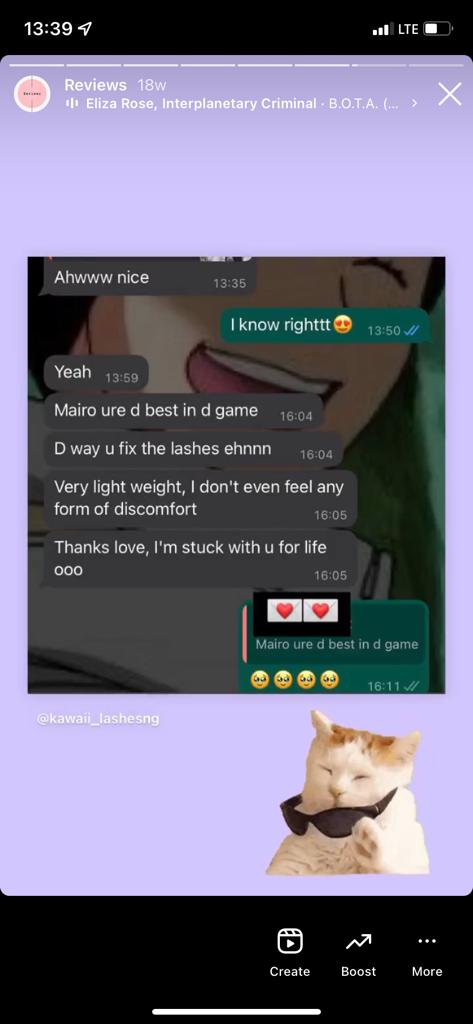 13:39
LTE
Reviews 18w
Eliza Rose, Interplanetary Criminal · B.O.T.A. (... >
Ahwww nice
13:35
I know righttt😍 13:50
Yeah 13:59
Mairo ure d best in d game 16:04
D way u fix the lashes ehnnn 16:04
Very light weight, I don't even feel any
form of discomfort
16:05
Thanks love, I'm stuck with u for life
ooo
16:05
💌💌
Mairo ure d best in d game
🥹🥹🥹🥹 16:11
@kawaii_lashesng
Create Boost More